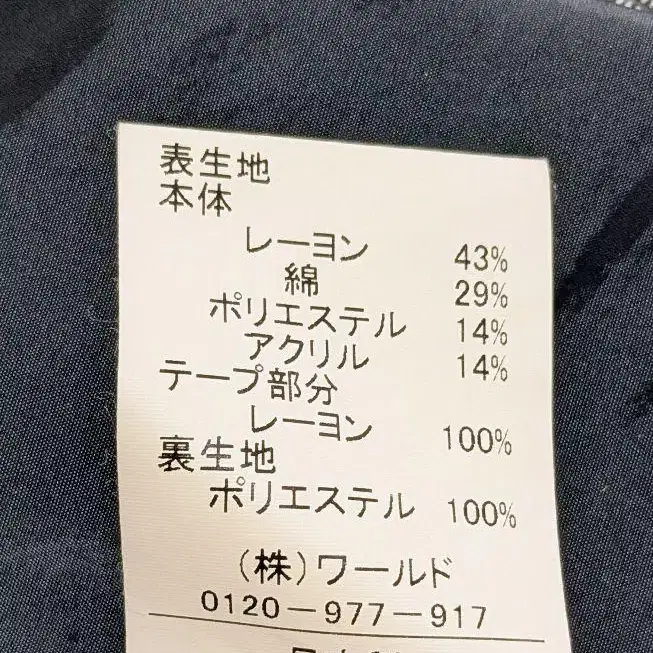 表生地
本体
レーヨン 43%
綿 29%
ポリエステル 14%
アクリル 14%
テープ部分
レーヨン 100%
裏生地
ポリエステル 100%
(株)ワールド
0120-977-917